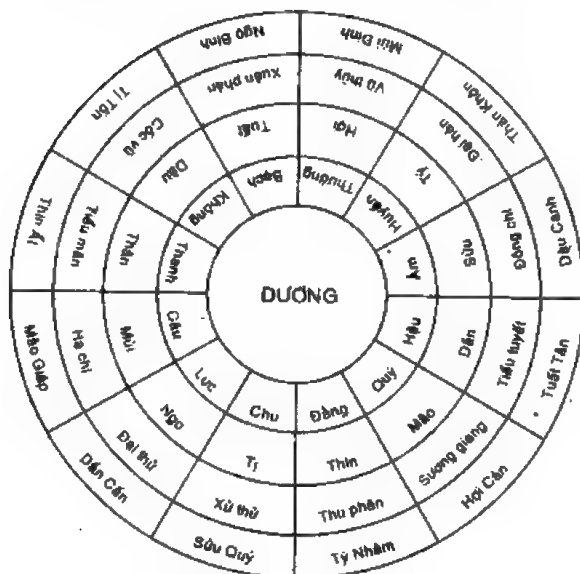 Ngọ Bính
Mùi Đinh
Thân Khôn
Dậu Canh
Tuất Tân
Hợi Càn
Tý Nhâm
Sửu Quý
Dần Cấn
Mão Giáp
Thìn Ất
Tị Tốn
Xuân phân
Vũ thủy
Đại hàn
Đông chí
Tiểu tuyết
Sương giáng
Thu phân
Xử thử
Đại thử
Hạ chí
Tiểu mãn
Cốc vũ
Tuất
Hợi
Tý
Sửu
Dần
Mão
Thìn
Tị
Ngọ
Mùi
Thân
Dậu
Bạch
Thường
Huyền
Âm
Hậu
Quý
Đằng
Chu
Lục
Câu
Thanh
Không
DƯƠNG